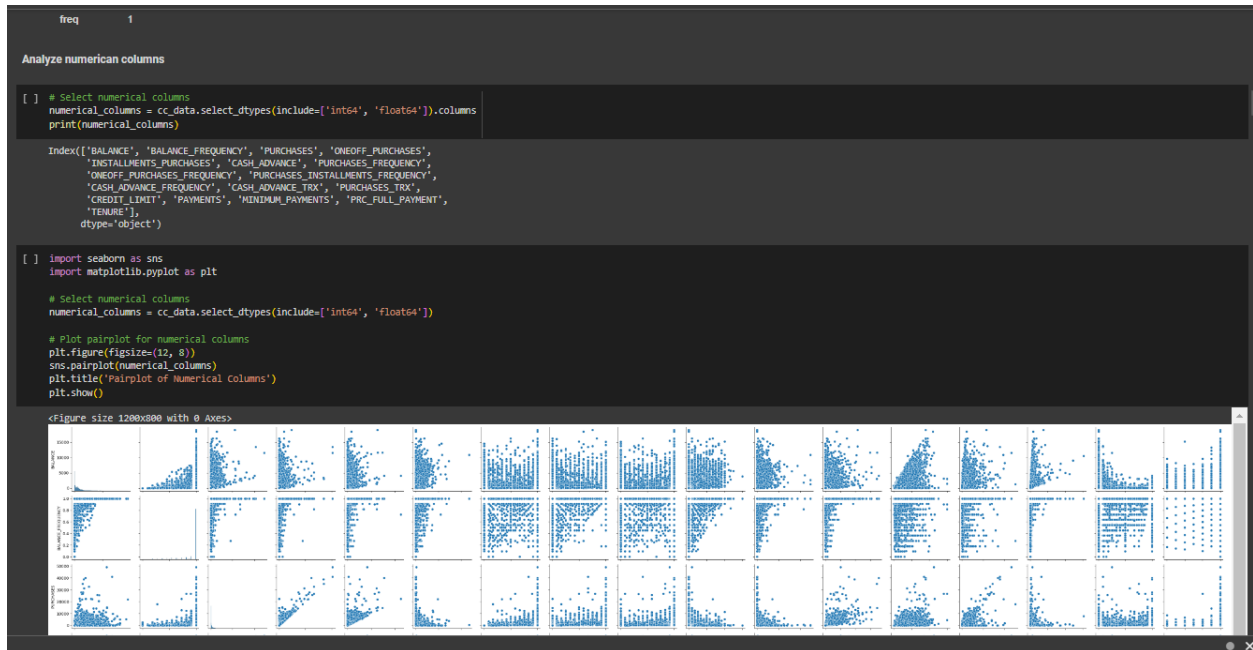 freq 1
Analyze numerican columns
[ ] # Select numerical columns
numerical_columns = cc_data.select_dtypes(include=['int64', 'float64']).columns
print(numerical_columns)
Index(['BALANCE', 'BALANCE_FREQUENCY', 'PURCHASES', 'ONEOFF_PURCHASES',
'INSTALLMENTS_PURCHASES', 'CASH_ADVANCE', 'PURCHASES_FREQUENCY',
'ONEOFF_PURCHASES_FREQUENCY', 'PURCHASES_INSTALLMENTS_FREQUENCY',
'CASH_ADVANCE_FREQUENCY', 'CASH_ADVANCE_TRX', 'PURCHASES_TRX',
'CREDIT_LIMIT', 'PAYMENTS', 'MINIMUM_PAYMENTS', 'PRC_FULL_PAYMENT',
'TENURE'],
dtype='object')
[ ] import seaborn as sns
import matplotlib.pyplot as plt
# Select numerical columns
numerical_columns = cc_data.select_dtypes(include=['int64', 'float64'])
# Plot pairplot for numerical columns
plt.figure(figsize=(12, 8))
sns.pairplot(numerical_columns)
plt.title('Pairplot of Numerical Columns')
plt.show()
<Figure size 1200x800 with 0 Axes>
BALANCE
BALANCE_FREQUENCY
PURCHASES